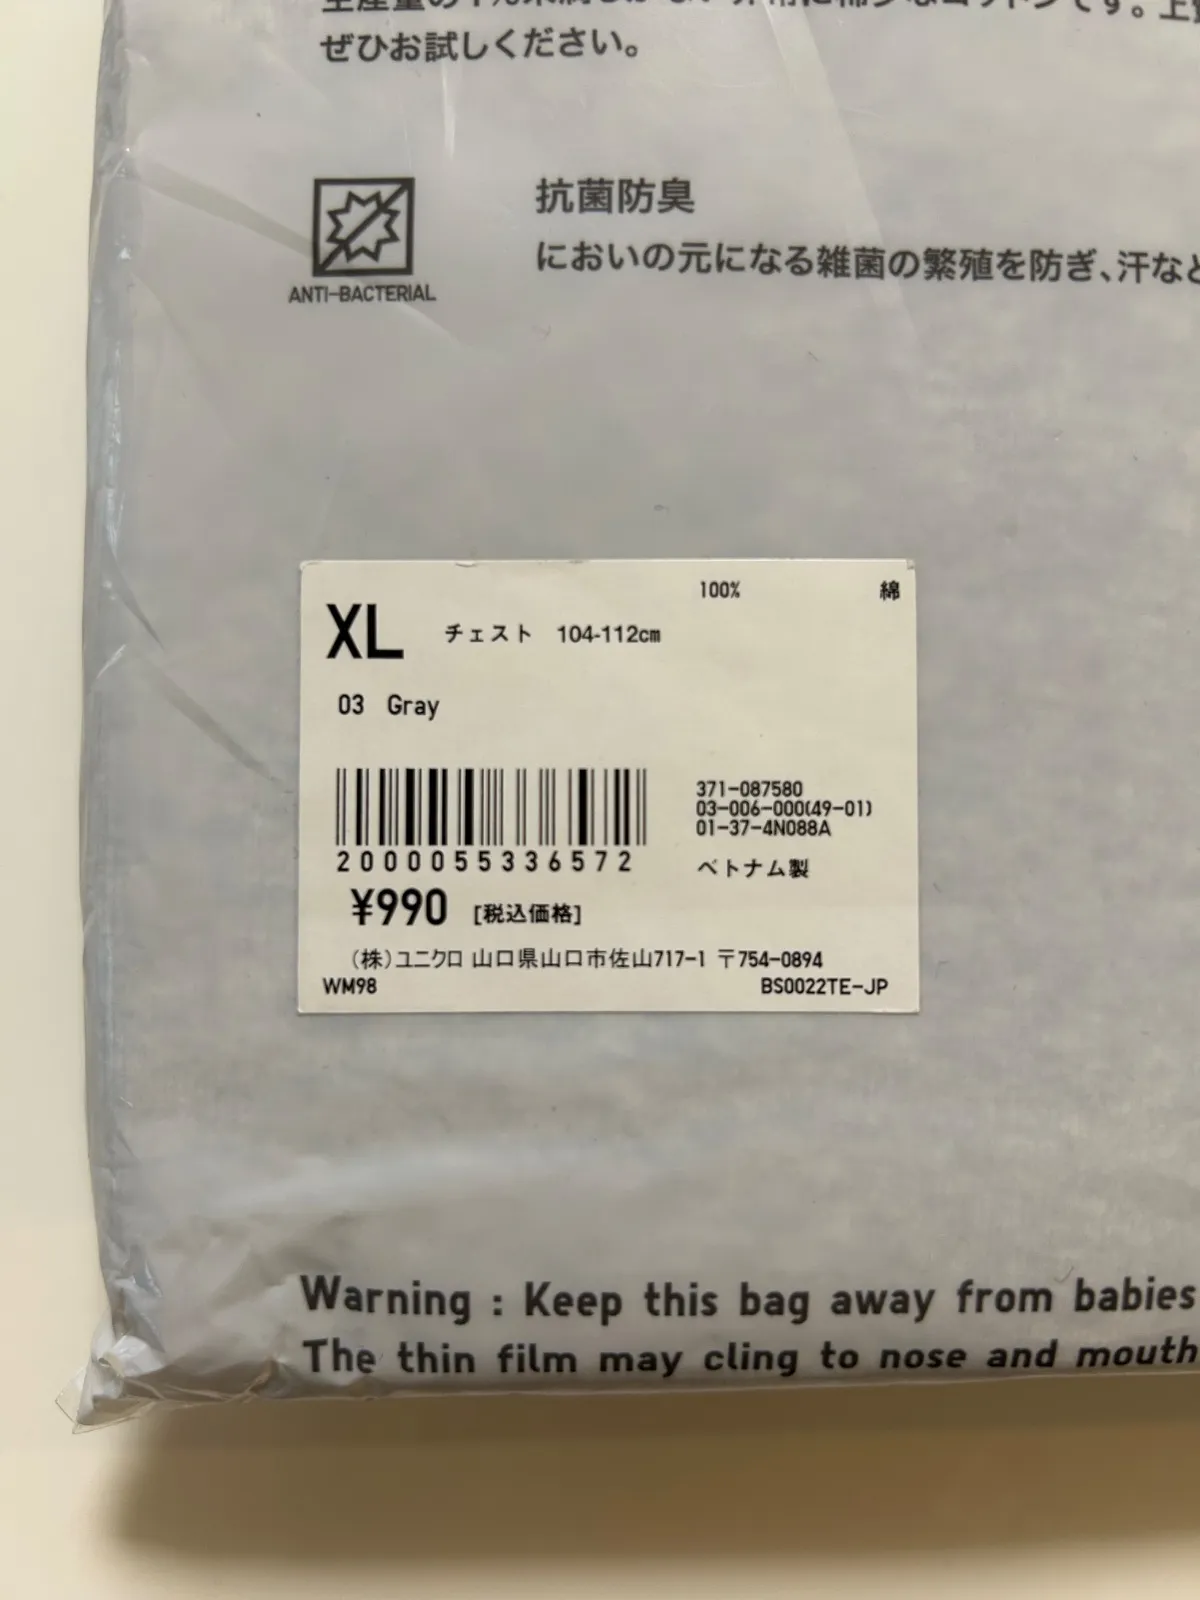 ぜひお試しください。
抗菌防臭
においの元になる雑菌の繁殖を防ぎ、汗など
ANTI-BACTERIAL
100% 綿
XL チェスト 104-112cm
03 Gray
371-087580
03-006-000(49-01)
01-37-4N088A
2000055336572
ベトナム製
¥990 [税込価格]
(株)ユニクロ 山口県山口市佐山717-1 〒754-0894
WM98 BS0022TE-JP
Warning : Keep this bag away from babies
The thin film may cling to nose and mouth